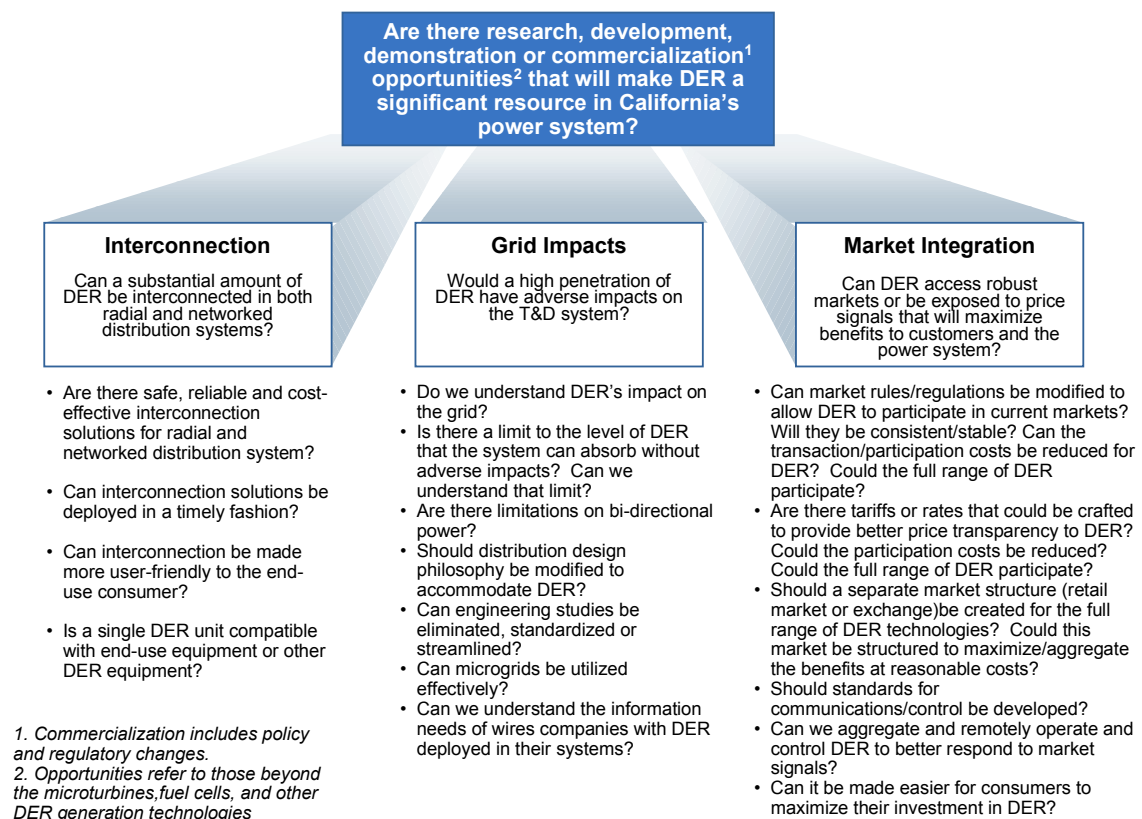 Are there research, development,
demonstration or commercialization¹
opportunities² that will make DER a
significant resource in California's
power system?
Interconnection
Can a substantial amount of
DER be interconnected in both
radial and networked
distribution systems?
Grid Impacts
Would a high penetration of
DER have adverse impacts on
the T&D system?
Market Integration
Can DER access robust
markets or be exposed to price
signals that will maximize
benefits to customers and the
power system?
• Are there safe, reliable and cost-
effective interconnection
solutions for radial and
networked distribution system?
• Can interconnection solutions be
deployed in a timely fashion?
• Can interconnection be made
more user-friendly to the end-
use consumer?
• Is a single DER unit compatible
with end-use equipment or other
DER equipment?
• Do we understand DER's impact on
the grid?
• Is there a limit to the level of DER
that the system can absorb without
adverse impacts?  Can we
understand that limit?
• Are there limitations on bi-directional
power?
• Should distribution design
philosophy be modified to
accommodate DER?
• Can engineering studies be
eliminated, standardized or
streamlined?
• Can microgrids be utilized
effectively?
• Can we understand the information
needs of wires companies with DER
deployed in their systems?
• Can market rules/regulations be modified to
allow DER to participate in current markets?
Will they be consistent/stable? Can the
transaction/participation costs be reduced for
DER?  Could the full range of DER
participate?
• Are there tariffs or rates that could be crafted
to provide better price transparency to DER?
Could the participation costs be reduced?
Could the full range of DER participate?
• Should a separate market structure (retail
market or exchange)be created for the full
range of DER technologies?  Could this
market be structured to maximize/aggregate
the benefits at reasonable costs?
• Should standards for
communications/control be developed?
• Can we aggregate and remotely operate and
control DER to better respond to market
signals?
• Can it be made easier for consumers to
maximize their investment in DER?
1. Commercialization includes policy
and regulatory changes.
2. Opportunities refer to those beyond
the microturbines,fuel cells, and other
DER generation technologies